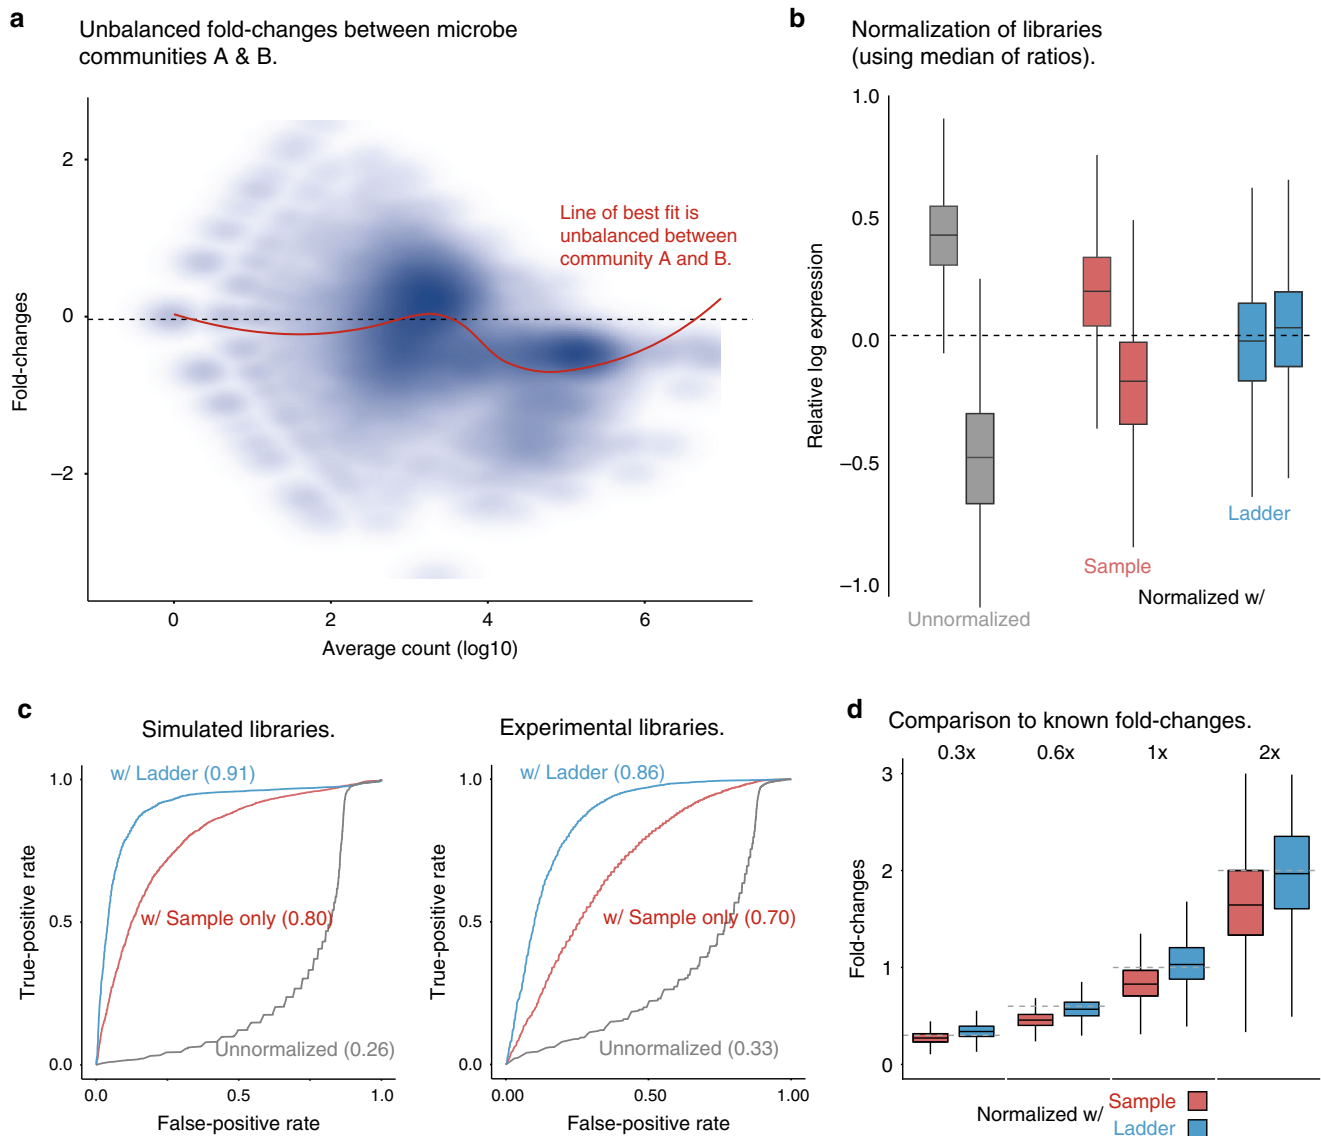 a
Unbalanced fold-changes between microbe
communities A & B.
Fold-changes
2
0
−2
Line of best fit is
unbalanced between
community A and B.
0
2
4
6
Average count (log10)
b
Normalization of libraries
(using median of ratios).
Relative log expression
1.0
0.5
0.0
−0.5
−1.0
Ladder
Sample
Normalized w/
Unnormalized
c
Simulated libraries.
True-positive rate
1.0
0.5
0.0
w/ Ladder (0.91)
w/ Sample only (0.80)
Unnormalized (0.26)
0.0
0.5
1.0
False-positive rate
Experimental libraries.
True-positive rate
1.0
0.5
0.0
w/ Ladder (0.86)
w/ Sample only (0.70)
Unnormalized (0.33)
0.0
0.50
1.00
False-positive rate
d
Comparison to known fold-changes.
0.3x
0.6x
1x
2x
Fold-changes
3
2
1
0
Normalized w/
Sample
Ladder